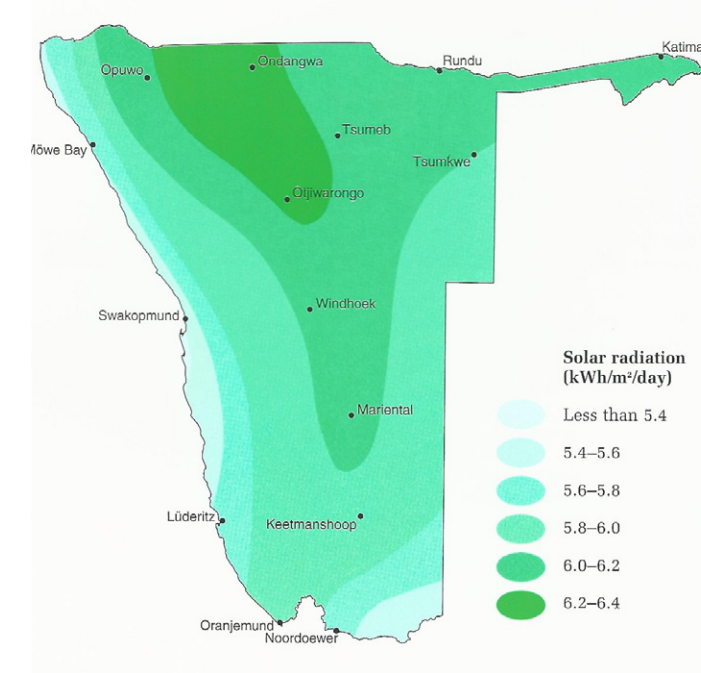 Katima
Ondangwa
Rundu
Opuwo
Tsumeb
Möwe Bay
Tsumkwe
Otjiwarongo
Windhoek
Swakopmund
Solar radiation
(kWh/m²/day)
Mariental
Less than 5.4
5.4–5.6
5.6–5.8
Lüderitz
Keetmanshoop
5.8–6.0
6.0–6.2
6.2–6.4
Oranjemund
Noordoewer